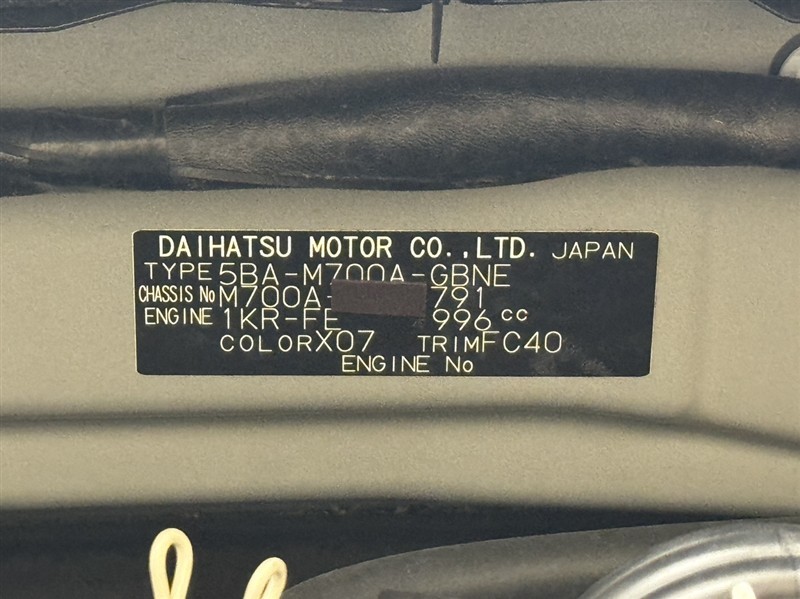 DAIHATSU MOTOR CO.,LTD. JAPAN
TYPE 5BA-M700A-GBNE
CHASSIS No M700A- 791
ENGINE 1KR-FE 996 cc
COLOR X07 TRIM FC40
ENGINE No